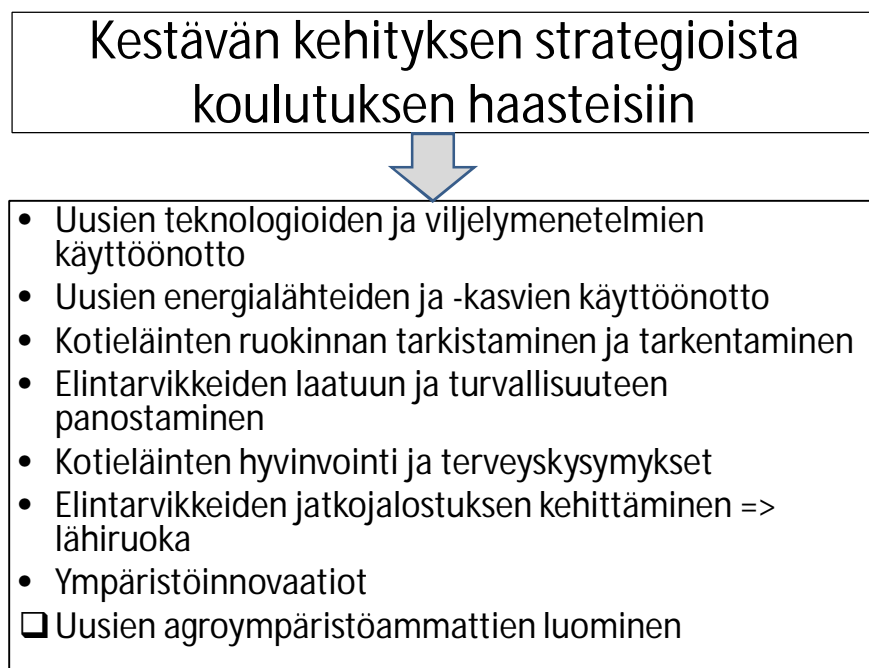 Kestävän kehityksen strategioista
koulutuksen haasteisiin
• Uusien teknologioiden ja viljelymenetelmien
käyttöönotto
• Uusien energialähteiden ja -kasvien käyttöönotto
• Kotieläinten ruokinnan tarkistaminen ja tarkentaminen
• Elintarvikkeiden laatuun ja turvallisuuteen
panostaminen
• Kotieläinten hyvinvointi ja terveyskysymykset
• Elintarvikkeiden jatkojalostuksen kehittäminen =>
lähiruoka
• Ympäristöinnovaatiot
❑ Uusien agroympäristöammattien luominen